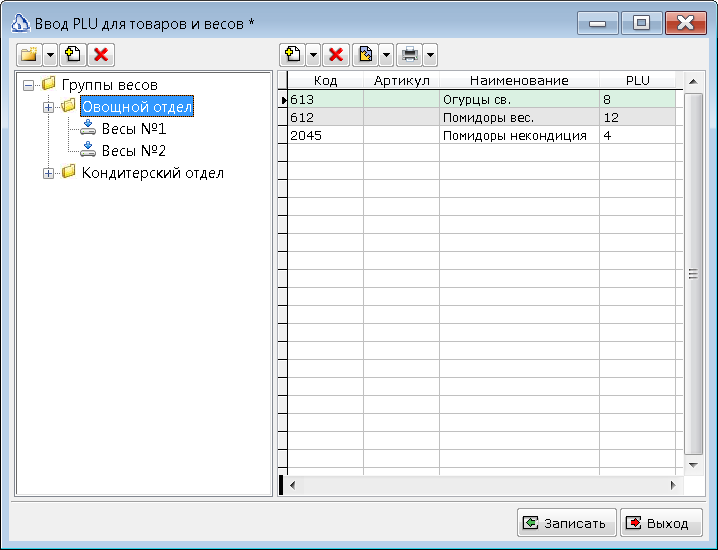 Ввод PLU для товаров и весов *
Группы весов
Овощной отдел
Весы №1
Весы №2
Кондитерский отдел
Код Артикул Наименование PLU
613 Огурцы св. 8
612 Помидоры вес. 12
2045 Помидоры некондиция 4
Записать Выход